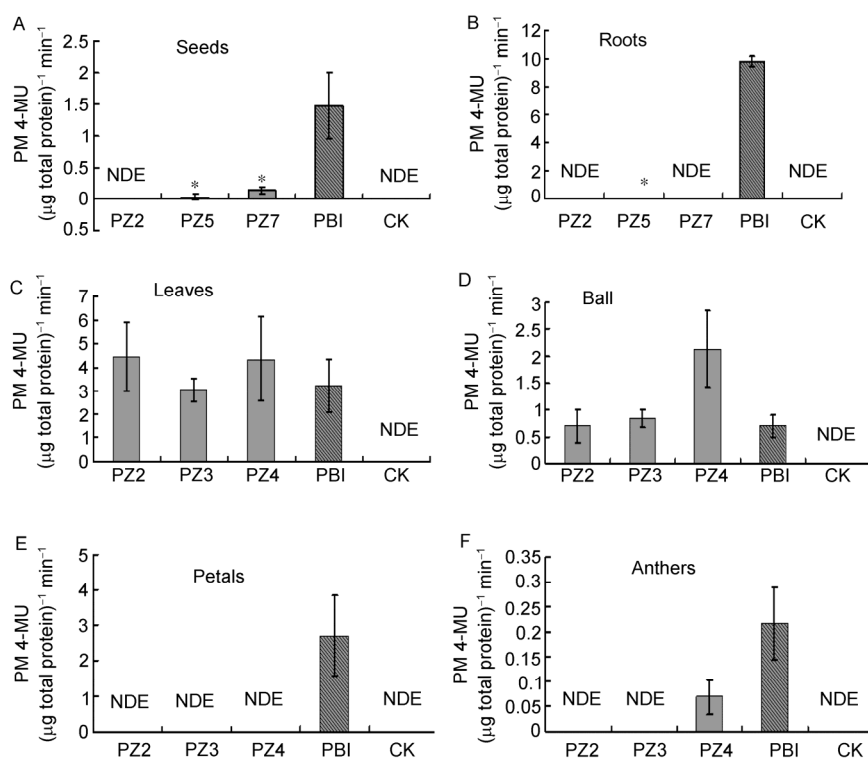 A
Seeds
PM 4-MU
(µg total protein)⁻¹ min⁻¹
2.5
2
1.5
1
0.5
0
0.5
NDE
*
*
NDE
PZ2 PZ5 PZ7 PBI CK
B
Roots
PM 4-MU
(µg total protein)⁻¹ min⁻¹
12
10
8
6
4
2
0
NDE
*
NDE
NDE
PZ2 PZ5 PZ7 PBI CK
C
Leaves
PM 4-MU
(µg total protein)⁻¹ min⁻¹
7
6
5
4
3
2
1
0
NDE
PZ2 PZ3 PZ4 PBI CK
D
Ball
PM 4-MU
(µg total protein)⁻¹ min⁻¹
3
2.5
2
1.5
1
0.5
0
NDE
PZ2 PZ3 PZ4 PBI CK
E
Petals
PM 4-MU
(µg total protein)⁻¹ min⁻¹
5
4
3
2
1
0
NDE NDE NDE NDE
PZ2 PZ3 PZ4 PBI CK
F
Anthers
PM 4-MU
(µg total protein)⁻¹ min⁻¹
0.35
0.3
0.25
0.2
0.15
0.1
0.05
0
NDE NDE NDE
PZ2 PZ3 PZ4 PBI CK